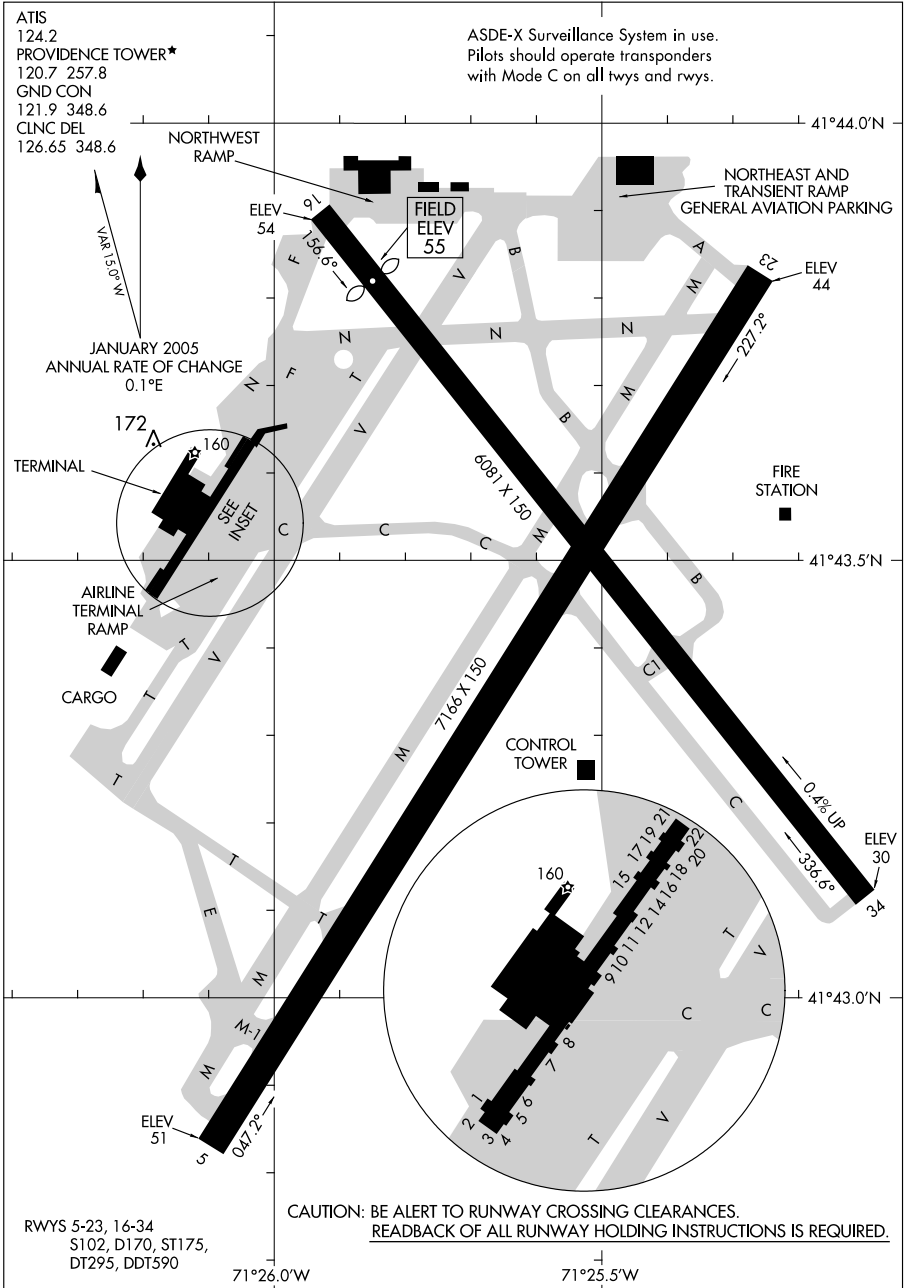 ATIS
124.2
PROVIDENCE TOWER★
120.7 257.8
GND CON
121.9 348.6
CLNC DEL
126.65 348.6
ASDE-X Surveillance System in use.
Pilots should operate transponders
with Mode C on all twys and rwys.
41°44.0'N
NORTHWEST
RAMP
NORTHEAST AND
TRANSIENT RAMP
GENERAL AVIATION PARKING
VAR 15.0° W
ELEV
54
16
FIELD
ELEV
55
156.6°
F
V
B
A
M
23
ELEV
44
227.2°
JANUARY 2005
ANNUAL RATE OF CHANGE
0.1°E
N
N
N
N
F
T
V
M
B
B
172
160
TERMINAL
SEE
INSET
6081 X 150
FIRE
STATION
C
C
C
M
41°43.5'N
AIRLINE
TERMINAL
RAMP
B
T
V
T
CARGO
C1
7166 X 150
M
T
CONTROL
TOWER
C
0.4% UP
336.6°
ELEV
30
34
T
T
E
M
M-1
M
ELEV
51
5
047.2°
160
15 17 19 21
22
20
18
16
14
12
11
10
9
8
7
6
5
4
3
2
1
T
V
C
C
T
V
41°43.0'N
CAUTION: BE ALERT TO RUNWAY CROSSING CLEARANCES.
READBACK OF ALL RUNWAY HOLDING INSTRUCTIONS IS REQUIRED.
RWYS 5-23, 16-34
S102, D170, ST175,
DT295, DDT590
71°26.0'W
71°25.5'W